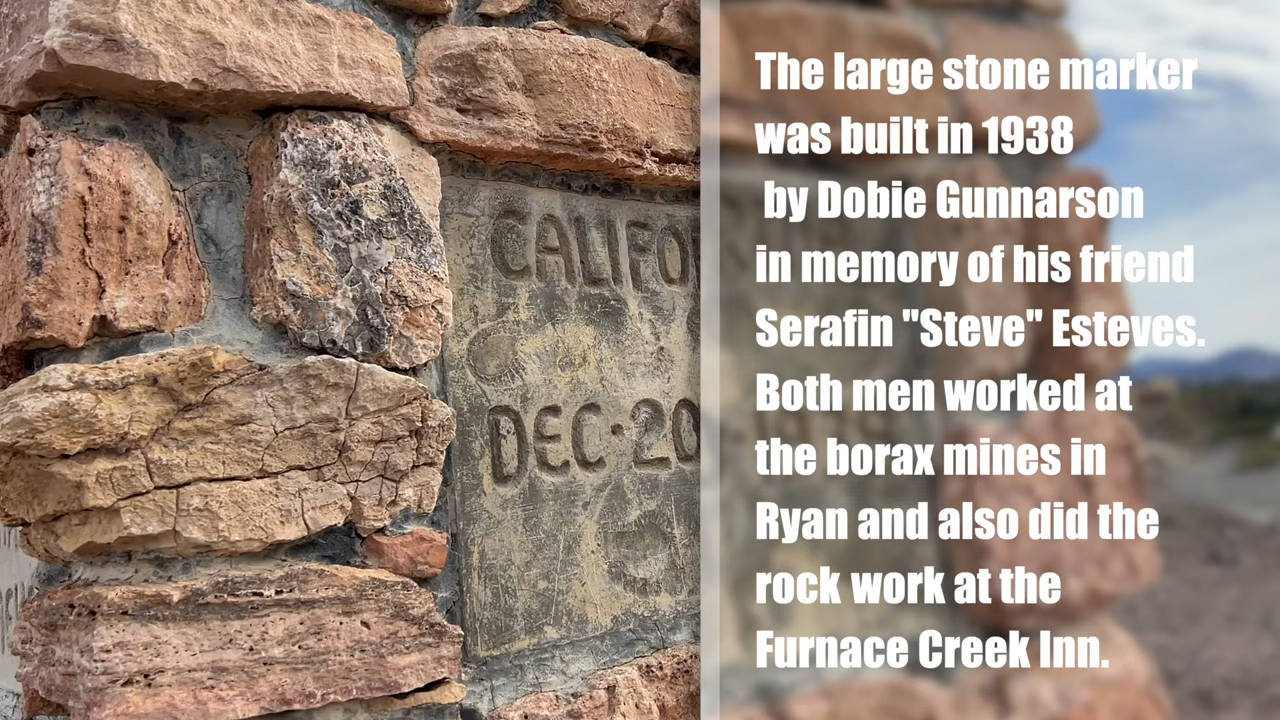 CALIFO
DEC·20
The large stone marker
was built in 1938
by Dobie Gunnarson
in memory of his friend
Serafin "Steve" Esteves.
Both men worked at
the borax mines in
Ryan and also did the
rock work at the
Furnace Creek Inn.